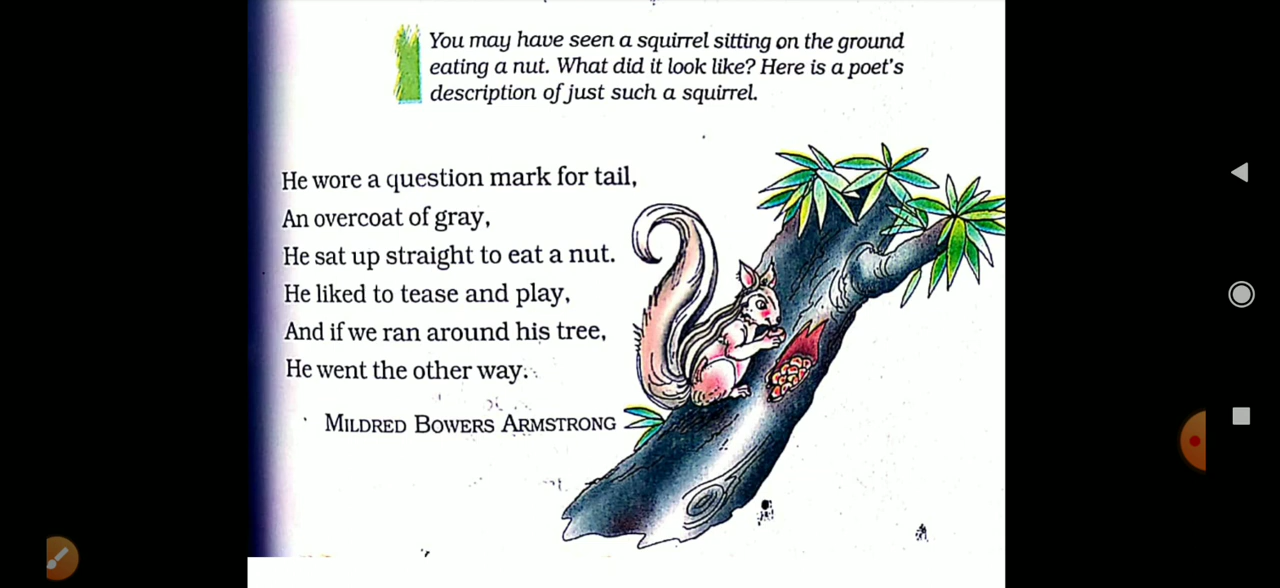 You may have seen a squirrel sitting on the ground
eating a nut. What did it look like? Here is a poet's
description of just such a squirrel.
He wore a question mark for tail,
An overcoat of gray,
He sat up straight to eat a nut.
He liked to tease and play,
And if we ran around his tree,
He went the other way.
MILDRED BOWERS ARMSTRONG